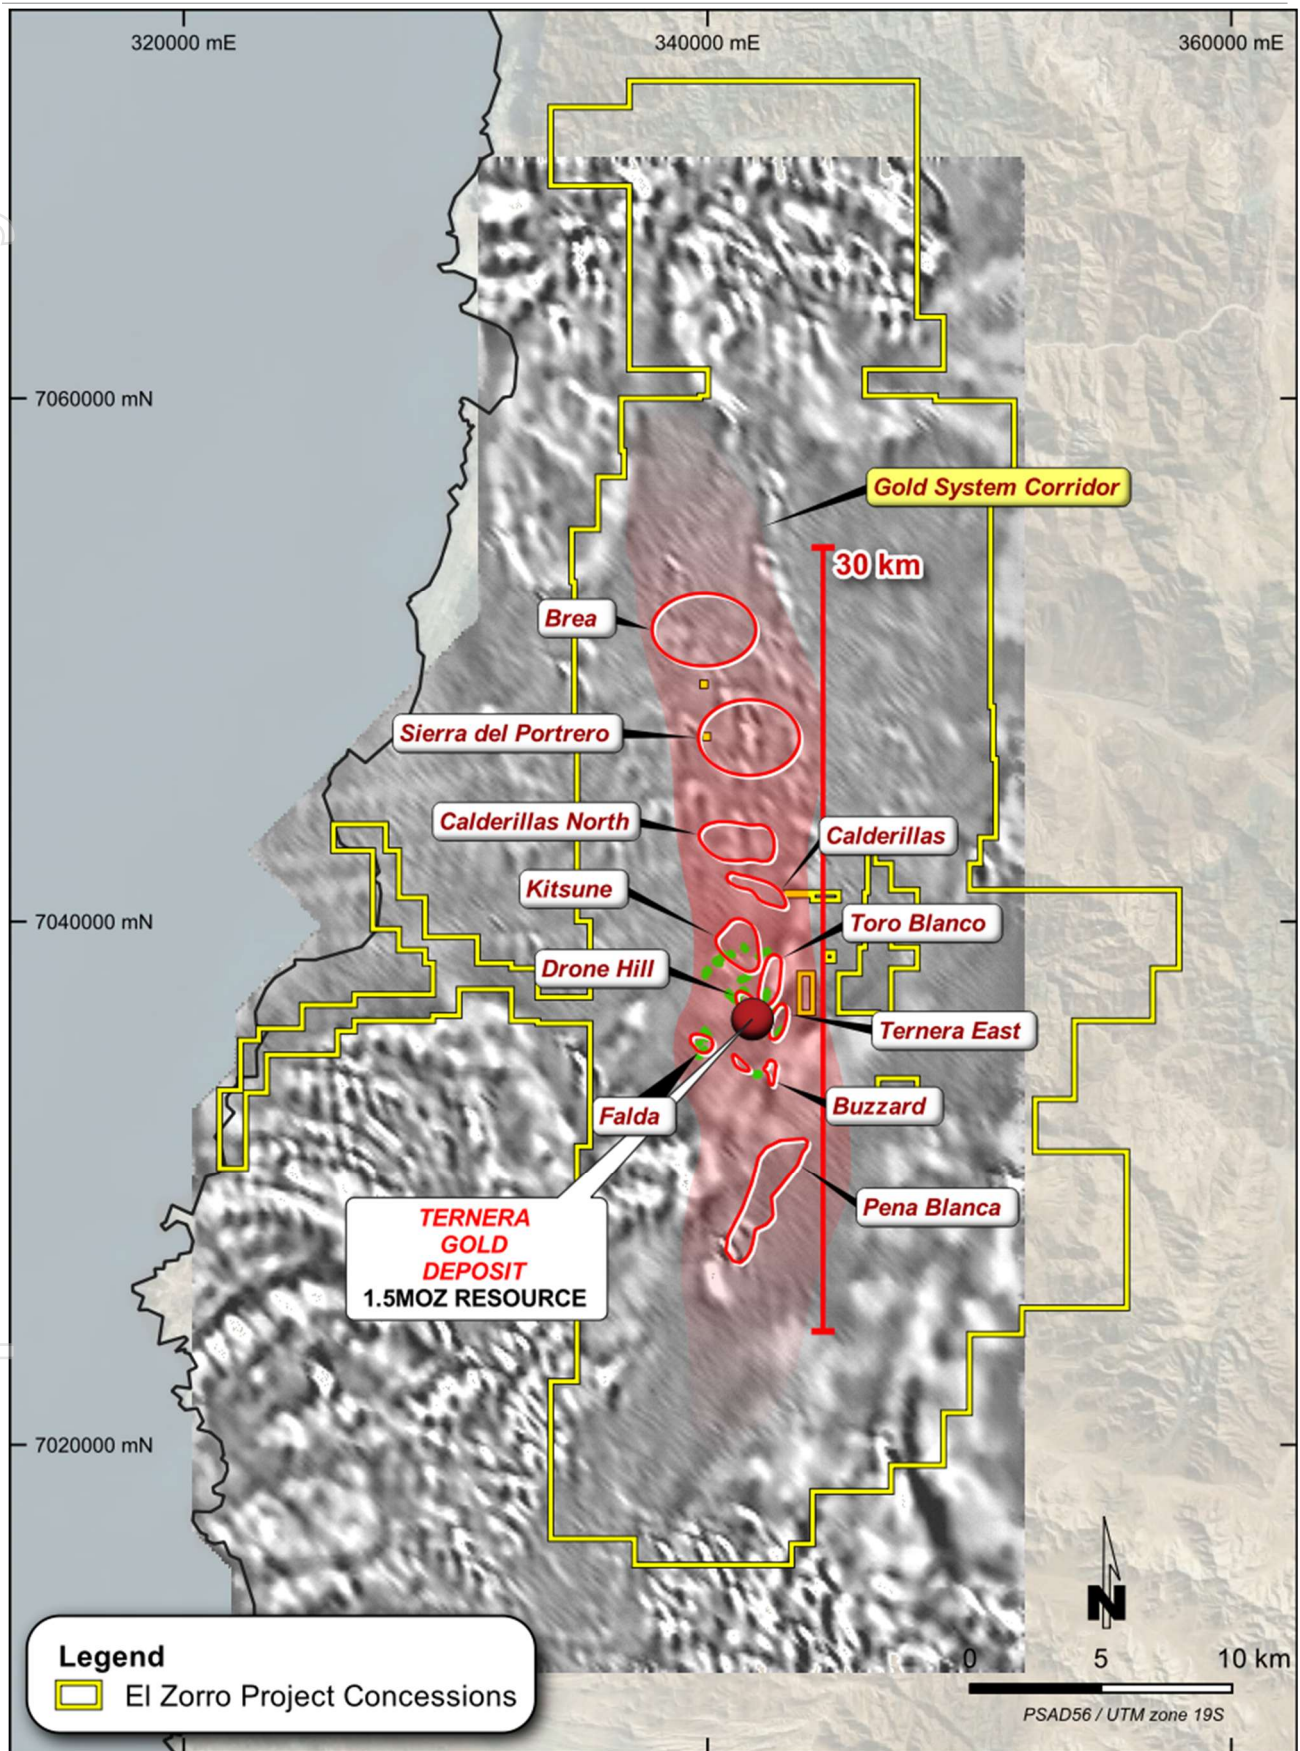 320000 mE
340000 mE
360000 mE
7060000 mN
Gold System Corridor
30 km
Brea
Sierra del Portrero
Calderillas North
Calderillas
Kitsune
7040000 mN
Toro Blanco
Drone Hill
Ternera East
Buzzard
Falda
Pena Blanca
TERNERA
GOLD
DEPOSIT
1.5MOZ RESOURCE
7020000 mN
N
Legend
El Zorro Project Concessions
0 5 10 km
PSAD56 / UTM zone 19S